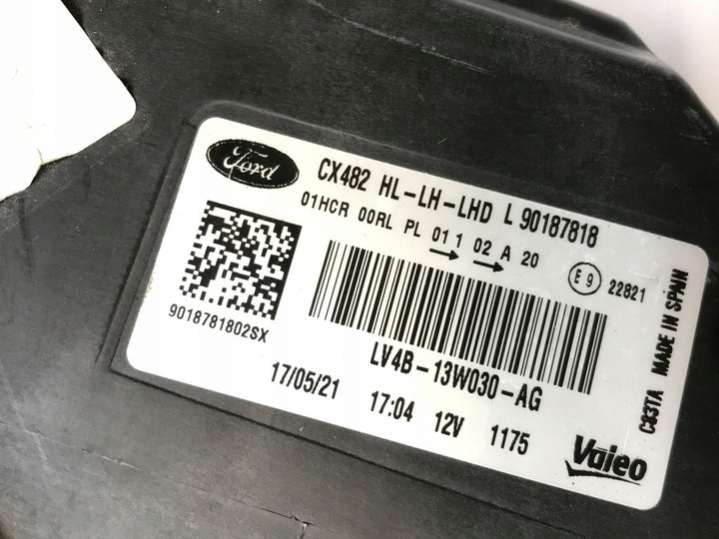 Ford
CX482 HL-LH-LHD L 90187818
01HCR 00RL PL 01 1 02 A 20
E9 22821
9018781802SX
LV4B-13W030-AG
17/05/21 17:04 12V 1175
Valeo
C33TA MADE IN SPAIN